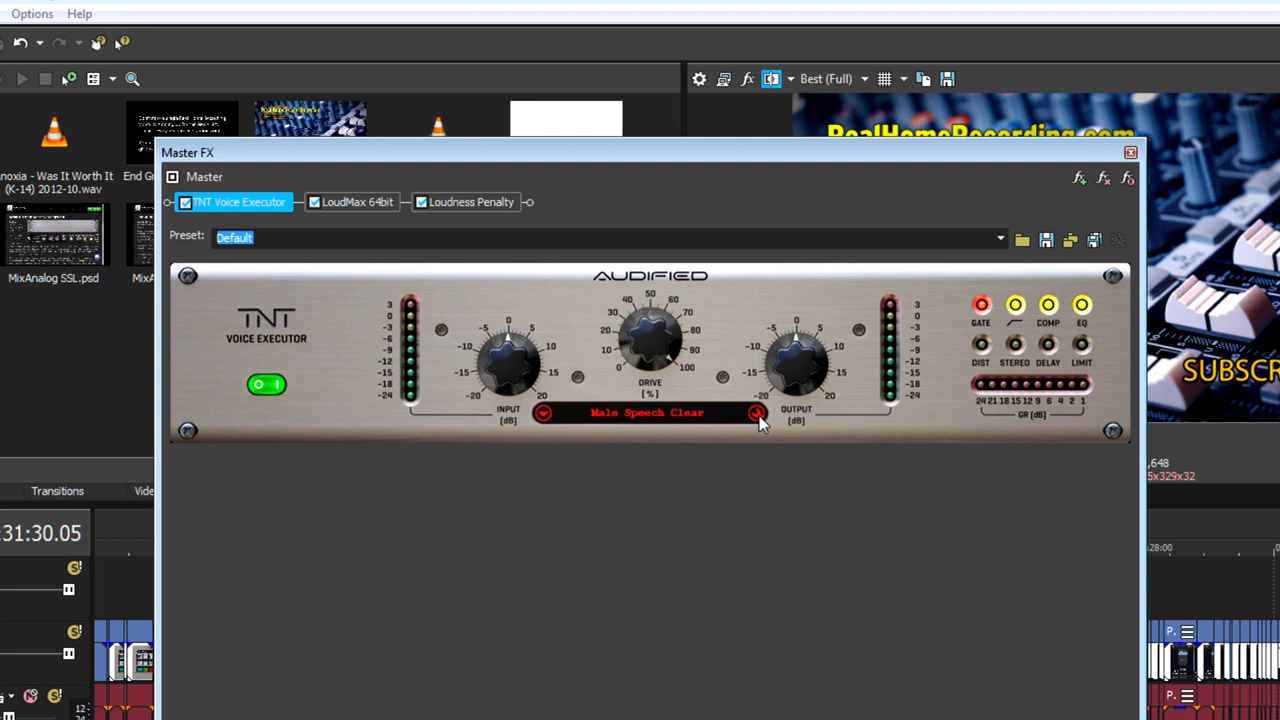 Options Help
Best (Full)
RealHomeRecording.com
Master FX
Master
noxia - Was It Worth It
(K-14) 2012-10.wav
End Gr
TNT Voice Executor LoudMax 64bit Loudness Penalty
Preset: Default
MixAnalog SSL.psd
MixA
AUDIFIED
TNT
VOICE EXECUTOR
3
0
-3
-6
-9
-12
-15
-18
-24
-20 -15 -10 -5 0 5 10 15 20
INPUT
[dB]
0 10 20 30 40 50 60 70 80 90 100
DRIVE
[%]
Male Speech Clear
-20 -15 -10 -5 0 5 10 15 20
OUTPUT
[dB]
3
0
-3
-6
-9
-12
-15
-18
-24
GATE COMP EQ
DIST STEREO DELAY LIMIT
24 21 18 15 12 9 6 4 2 1
GR [dB]
SUBSCR
,648
5x329x32
Transitions Vide
:31:30.05
:28:00
P.
P.
12
24